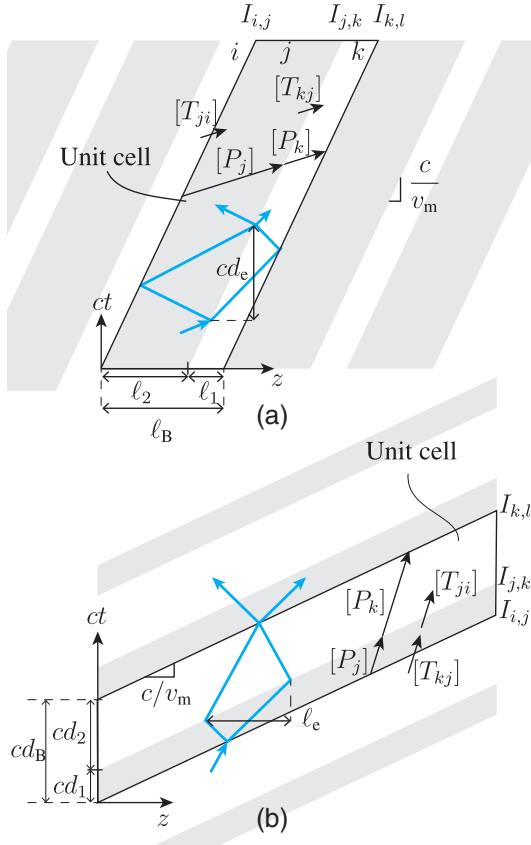 I_{i,j} I_{j,k} I_{k,l}
i j k
[T_{ji}] [T_{kj}]
[P_j] [P_k]
Unit cell
c/v_m
cd_e
ct
z
ℓ_2 ℓ_1
ℓ_B
(a)
Unit cell
I_{k,l}
I_{j,k}
I_{i,j}
[P_k] [T_{ji}]
[P_j] [T_{kj}]
ct
c/v_m
ℓ_e
cd_2
cd_B
cd_1
z
(b)